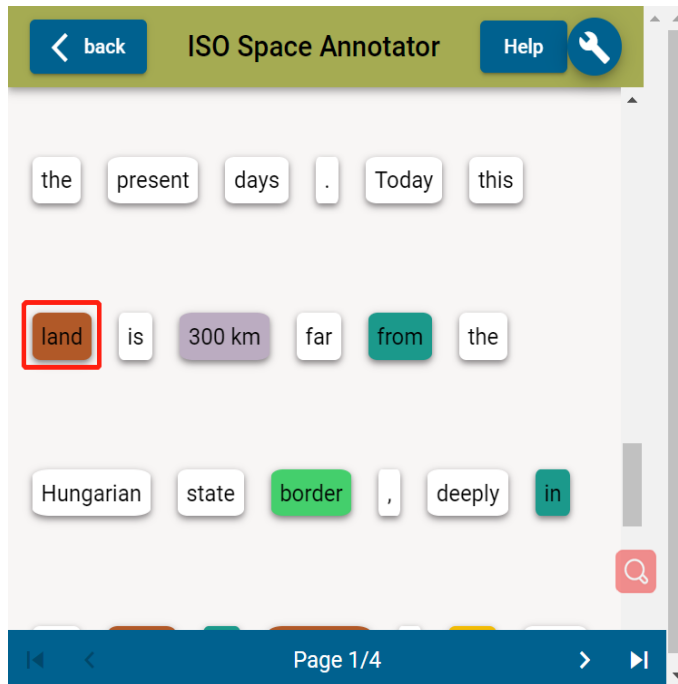 back ISO Space Annotator Help
the present days . Today this
land is 300 km far from the
Hungarian state border , deeply in
Page 1/4